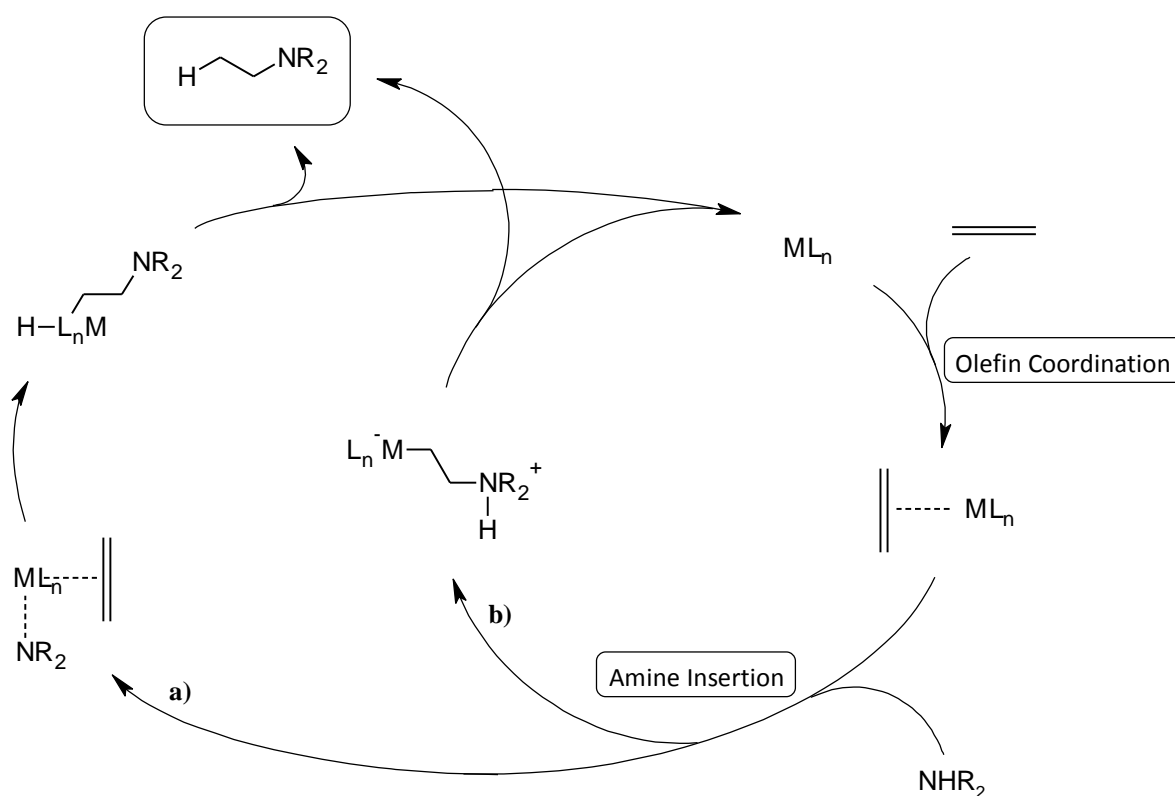 H NR2
NR2
H-LnM
MLn
Olefin Coordination
Ln-M
NR2+
H
MLn
MLn
NR2
b)
a)
Amine Insertion
NHR2